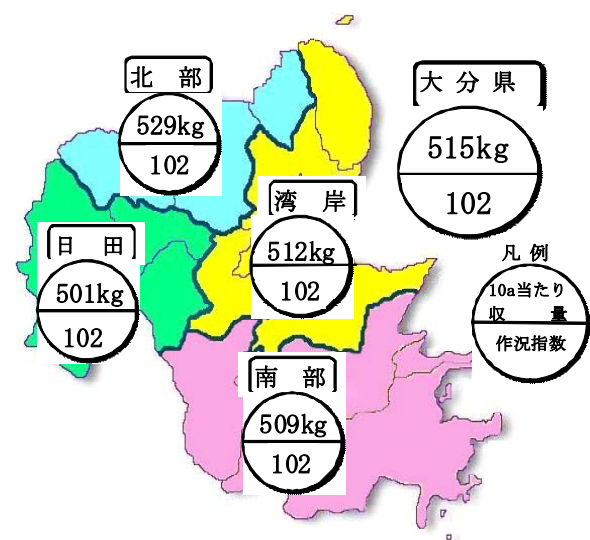 北 部
529kg
102
大分県
515kg
102
湾 岸
512kg
102
日 田
501kg
102
凡 例
10a当たり
収 量
作況指数
南 部
509kg
102